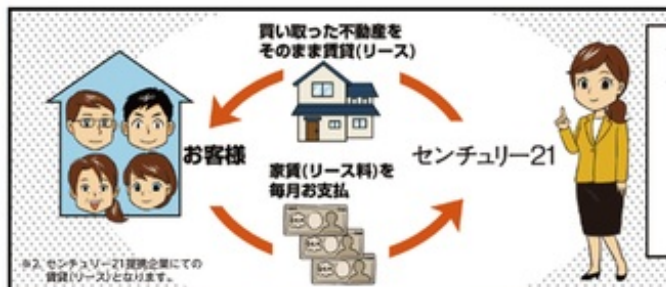 買い取った不動産を
そのまま賃貸(リース)
お客様
センチュリー21
家賃(リース料)を
毎月お支払
※2. センチュリー21提携企業にての
賃貸(リース)となります。